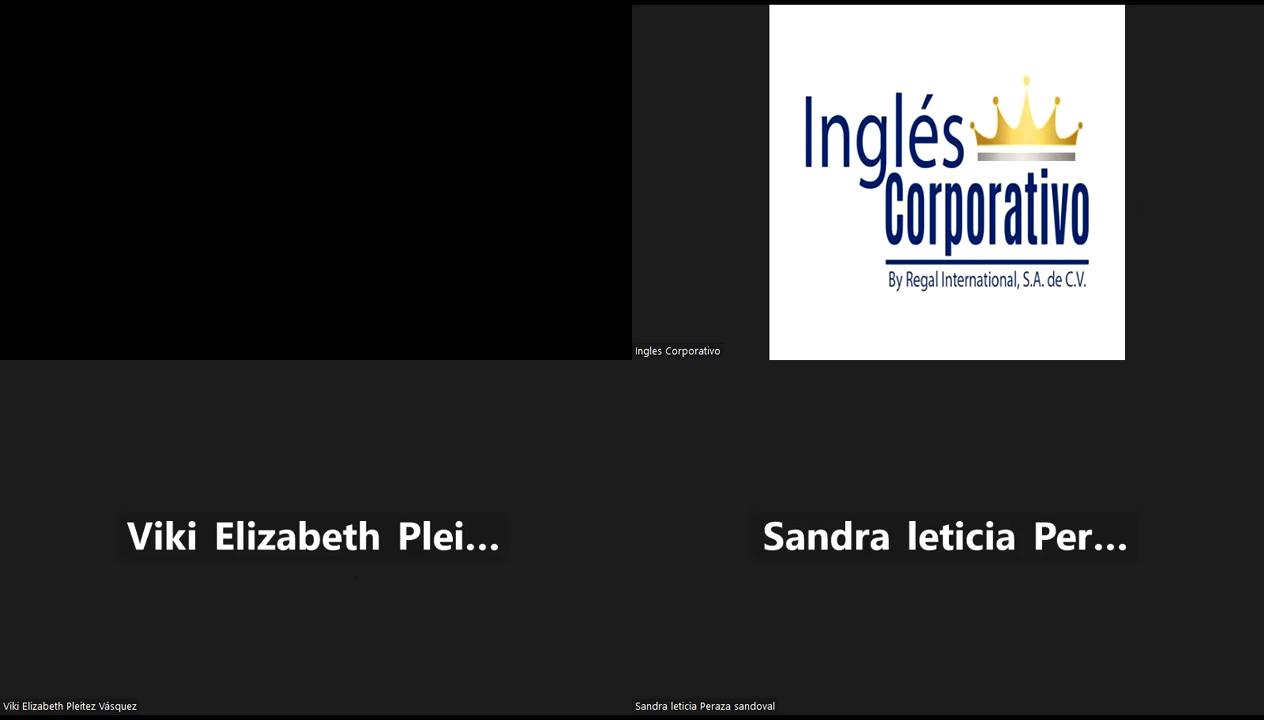 Inglés
Corporativo
By Regal International, S.A. de C.V.
Ingles Corporativo
Viki Elizabeth Plei...
Sandra leticia Per...
Viki Elizabeth Pleitez Vásquez
Sandra leticia Peraza sandoval